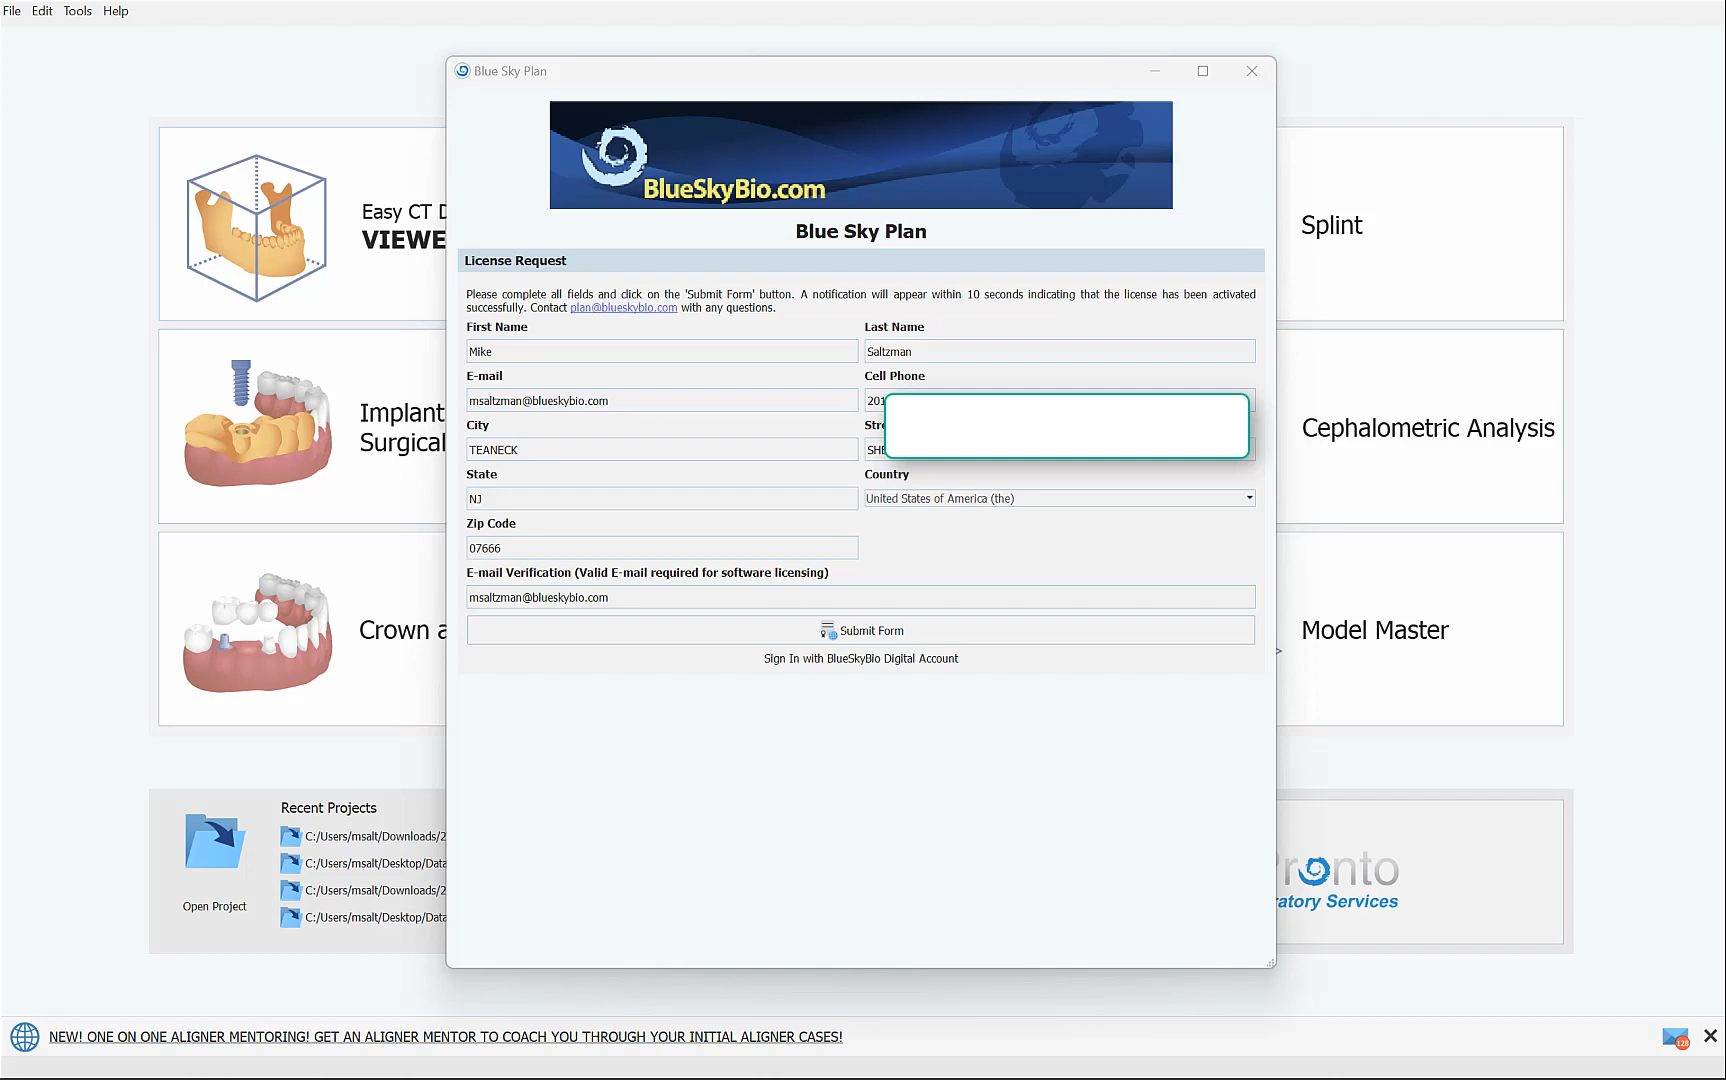 File Edit Tools Help
Blue Sky Plan
BlueSkyBio.com
Blue Sky Plan
License Request
Please complete all fields and click on the 'Submit Form' button. A notification will appear within 10 seconds indicating that the license has been activated
successfully. Contact plan@blueskybio.com with any questions.
First Name
Last Name
Mike
Saltzman
E-mail
Cell Phone
msaltzman@blueskybio.com
201
City
TEANECK
State
Country
NJ
United States of America (the)
Zip Code
07666
E-mail Verification (Valid E-mail required for software licensing)
msaltzman@blueskybio.com
Submit Form
Sign In with BlueSkyBio Digital Account
Easy CT
Implant
Surgical
Crown
Splint
Cephalometric Analysis
Model Master
Recent Projects
C:/Users/msalt/Downloads/2
C:/Users/msalt/Desktop/Data
C:/Users/msalt/Downloads/2
C:/Users/msalt/Desktop/Data
Open Project
Services
NEW! ONE ON ONE ALIGNER MENTORING! GET AN ALIGNER MENTOR TO COACH YOU THROUGH YOUR INITIAL ALIGNER CASES!
128